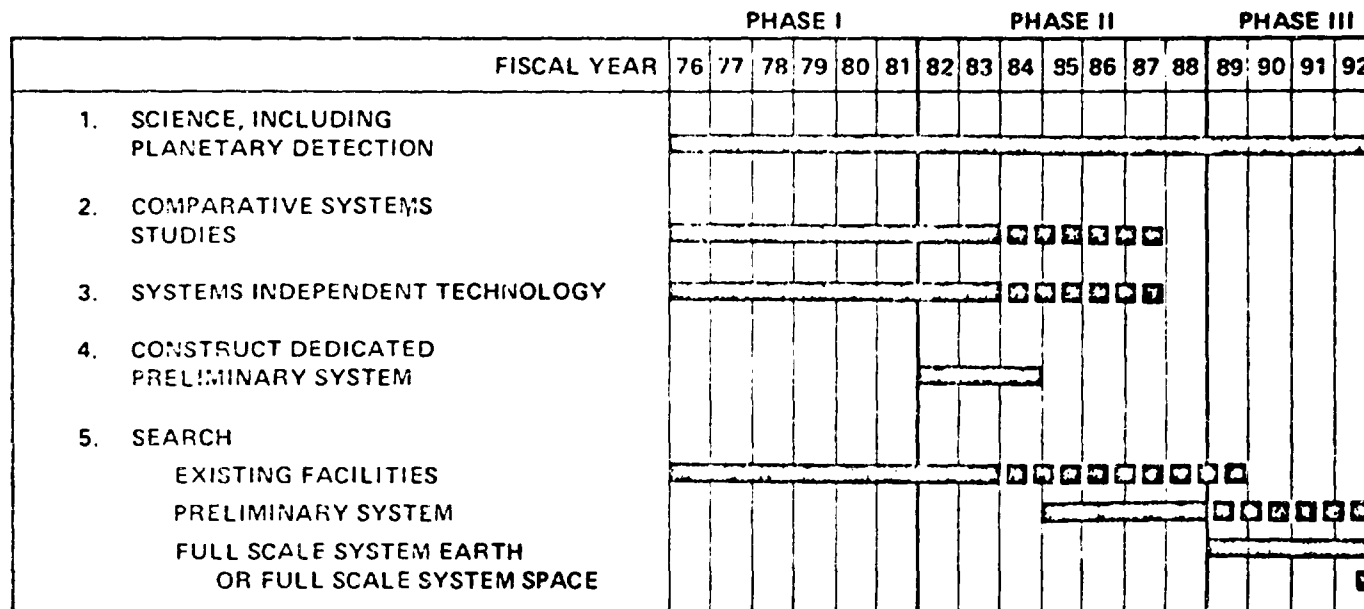 PHASE I PHASE II PHASE III
FISCAL YEAR 76 77 78 79 80 81 82 83 84 85 86 87 88 89 90 91 92
1. SCIENCE, INCLUDING
PLANETARY DETECTION
2. COMPARATIVE SYSTEMS
STUDIES
3. SYSTEMS INDEPENDENT TECHNOLOGY
4. CONSTRUCT DEDICATED
PRELIMINARY SYSTEM
5. SEARCH
EXISTING FACILITIES
PRELIMINARY SYSTEM
FULL SCALE SYSTEM EARTH
OR FULL SCALE SYSTEM SPACE